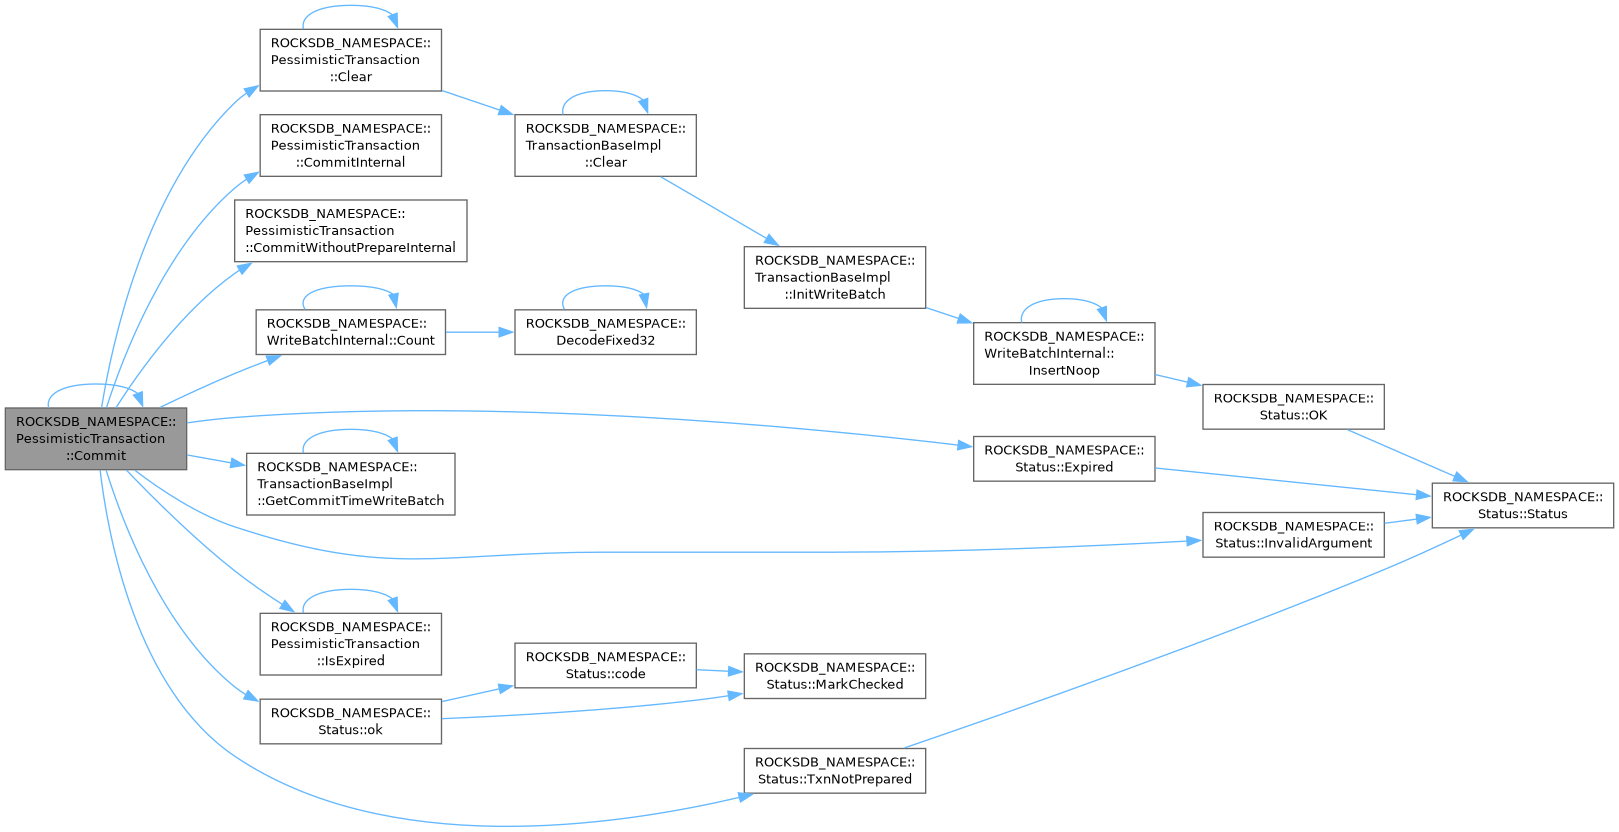 ROCKSDB_NAMESPACE::
PessimisticTransaction
::Clear
ROCKSDB_NAMESPACE::
PessimisticTransaction
::CommitInternal
ROCKSDB_NAMESPACE::
TransactionBaseImpl
::Clear
ROCKSDB_NAMESPACE::
PessimisticTransaction
::CommitWithoutPrepareInternal
ROCKSDB_NAMESPACE::
TransactionBaseImpl
::InitWriteBatch
ROCKSDB_NAMESPACE::
WriteBatchInternal::Count
ROCKSDB_NAMESPACE::
DecodeFixed32
ROCKSDB_NAMESPACE::
WriteBatchInternal::
InsertNoop
ROCKSDB_NAMESPACE::
Status::OK
ROCKSDB_NAMESPACE::
PessimisticTransaction
::Commit
ROCKSDB_NAMESPACE::
Status::Expired
ROCKSDB_NAMESPACE::
TransactionBaseImpl
::GetCommitTimeWriteBatch
ROCKSDB_NAMESPACE::
Status::Status
ROCKSDB_NAMESPACE::
Status::InvalidArgument
ROCKSDB_NAMESPACE::
PessimisticTransaction
::IsExpired
ROCKSDB_NAMESPACE::
Status::code
ROCKSDB_NAMESPACE::
Status::MarkChecked
ROCKSDB_NAMESPACE::
Status::ok
ROCKSDB_NAMESPACE::
Status::TxnNotPrepared